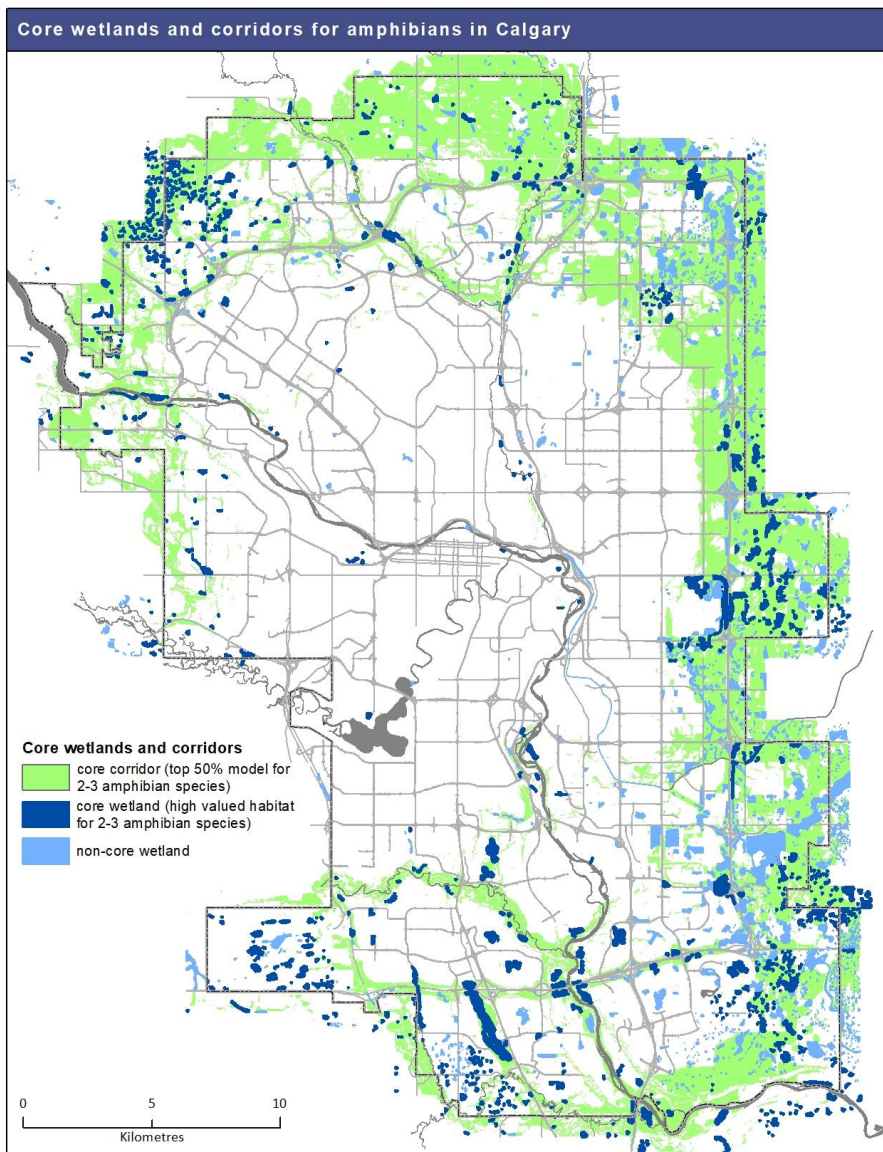 Core wetlands and corridors for amphibians in Calgary
Core wetlands and corridors
core corridor (top 50% model for
2-3 amphibian species)
core wetland (high valued habitat
for 2-3 amphibian species)
non-core wetland
0 5 10
Kilometres